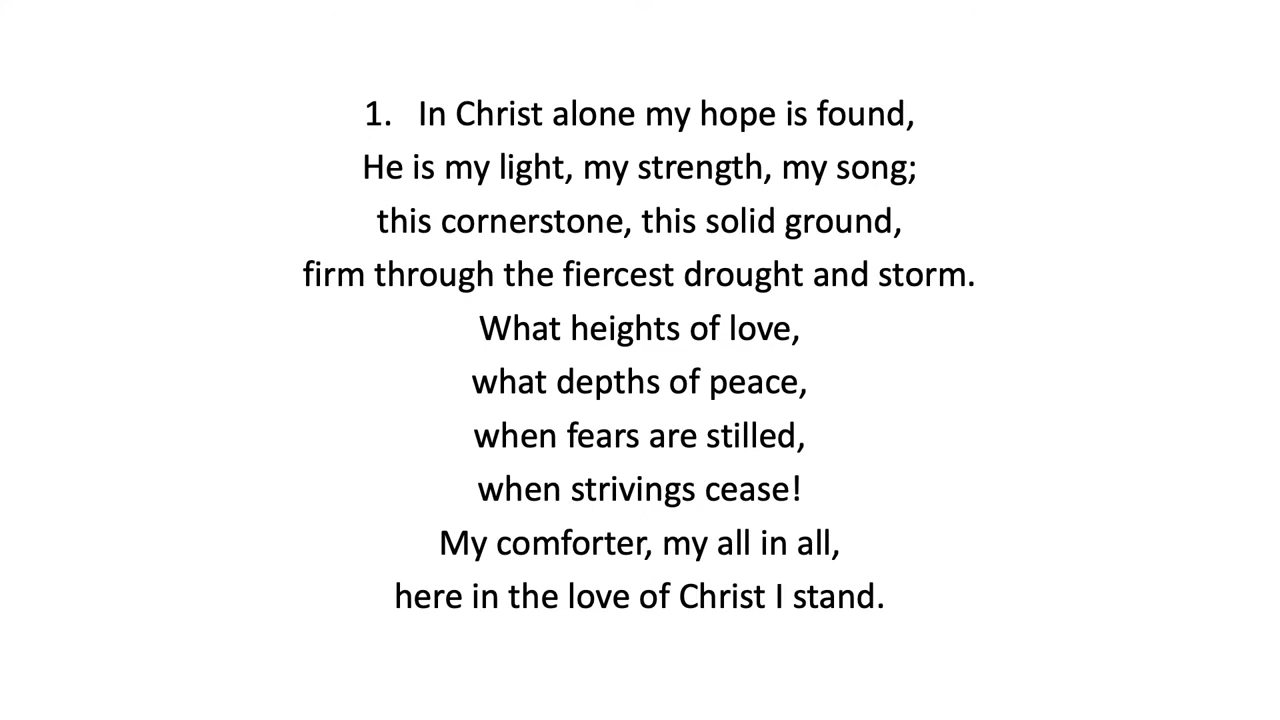 1. In Christ alone my hope is found,
He is my light, my strength, my song;
this cornerstone, this solid ground,
firm through the fiercest drought and storm.
What heights of love,
what depths of peace,
when fears are stilled,
when strivings cease!
My comforter, my all in all,
here in the love of Christ I stand.